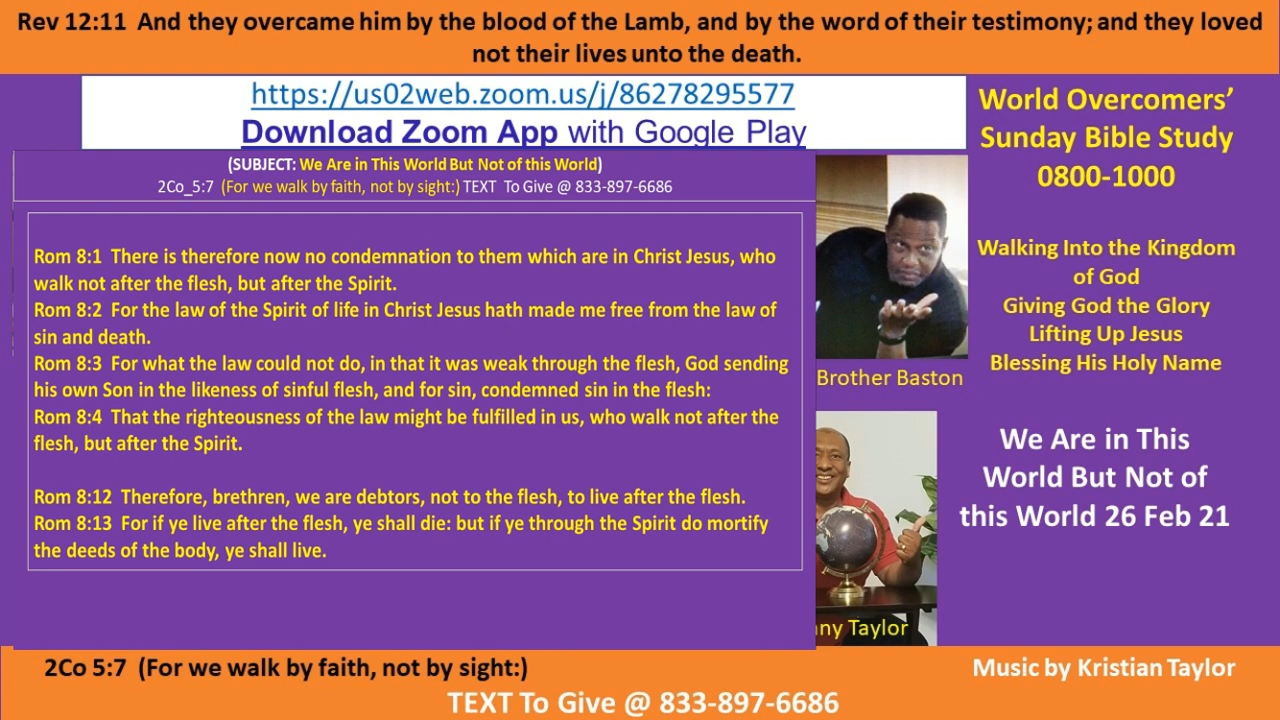 Rev 12:11  And they overcame him by the blood of the Lamb, and by the word of their testimony; and they loved
not their lives unto the death.
https://us02web.zoom.us/j/86278295577
Download Zoom App with Google Play
(SUBJECT: We Are in This World But Not of this World)
2Co_5:7  (For we walk by faith, not by sight:) TEXT  To Give @ 833-897-6686
Rom 8:1  There is therefore now no condemnation to them which are in Christ Jesus, who
walk not after the flesh, but after the Spirit.
Rom 8:2  For the law of the Spirit of life in Christ Jesus hath made me free from the law of
sin and death.
Rom 8:3  For what the law could not do, in that it was weak through the flesh, God sending
his own Son in the likeness of sinful flesh, and for sin, condemned sin in the flesh:
Rom 8:4  That the righteousness of the law might be fulfilled in us, who walk not after the
flesh, but after the Spirit.
Rom 8:12  Therefore, brethren, we are debtors, not to the flesh, to live after the flesh.
Rom 8:13  For if ye live after the flesh, ye shall die: but if ye through the Spirit do mortify
the deeds of the body, ye shall live.
Brother Baston
ny Taylor
World Overcomers’
Sunday Bible Study
0800-1000
Walking Into the Kingdom
of God
Giving God the Glory
Lifting Up Jesus
Blessing His Holy Name
We Are in This
World But Not of
this World 26 Feb 21
2Co 5:7  (For we walk by faith, not by sight:)
Music by Kristian Taylor
TEXT To Give @ 833-897-6686